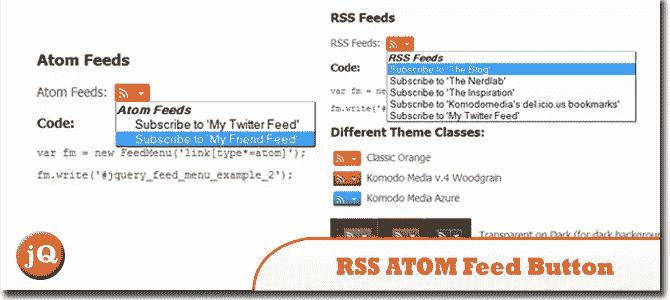 Atom Feeds
Atom Feeds:
Atom Feeds
Subscribe to 'My Twitter Feed'
Subscribe to 'My Friend Feed'
Code:
var fm = new FeedMenu('link[type*=atom]');
fm.write('#jquery_feed_menu_example_2');
RSS Feeds
RSS Feeds:
RSS Feeds
Subscribe to 'The Blog'
Subscribe to 'The Nerdlab'
Subscribe to 'The Inspiration'
Subscribe to 'Komodomedia's del.icio.us bookmarks'
Subscribe to 'My Twitter Feed'
Code:
var fm
fm.write('#
Different Theme Classes:
Classic Orange
Komodo Media v.4 Woodgrain
Komodo Media Azure
Transparent on Dark (for dark
jQ
RSS ATOM Feed Button